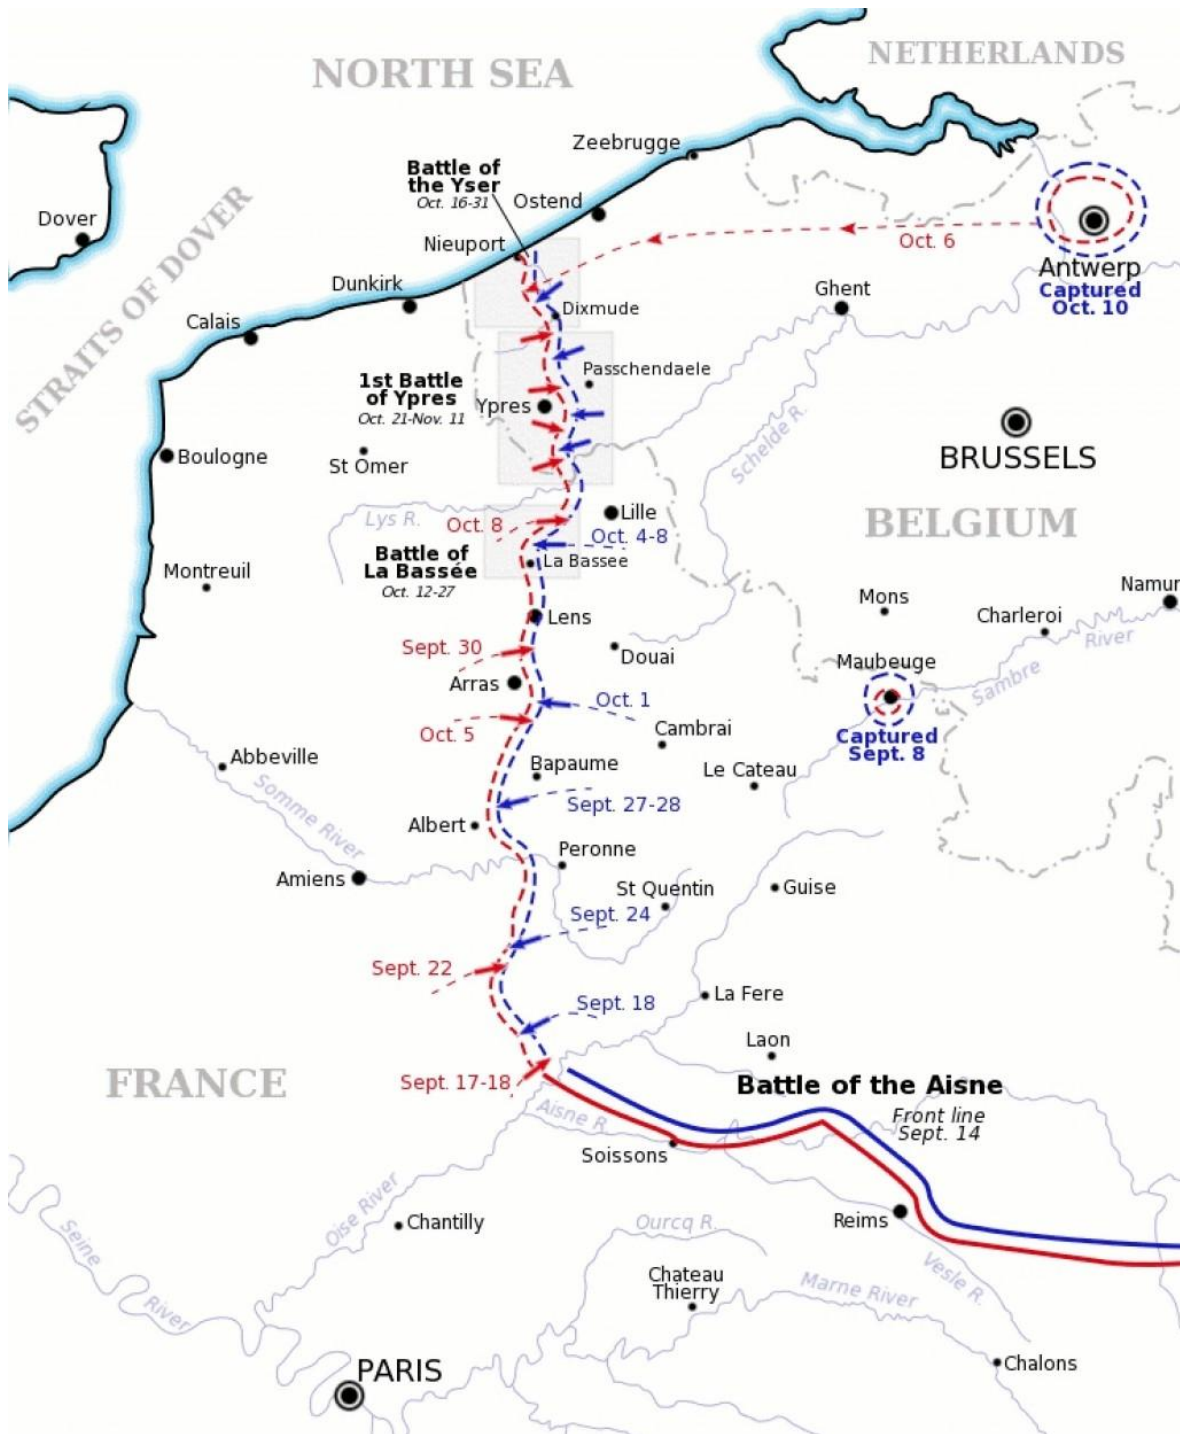 NORTH SEA
NETHERLANDS
Zeebrugge
Battle of
the Yser
Oct. 16-31
Ostend
Dover
Nieuport
Oct. 6
Antwerp
Captured
Oct. 10
STRAITS OF DOVER
Dunkirk
Ghent
Dixmude
Calais
Passchendaele
1st Battle
of Ypres
Oct. 21-Nov. 11
Ypres
Schelde R.
BRUSSELS
Boulogne
St Omer
Lys R.
Oct. 8
Lille
Oct. 4-8
BELGIUM
Battle of
La Bassée
Oct. 12-27
La Bassee
Montreuil
Namur
Mons
Charleroi
Lens
River
Sambre
Sept. 30
Douai
Maubeuge
Captured
Sept. 8
Arras
Oct. 1
Oct. 5
Cambrai
Abbeville
Bapaume
Le Cateau
Somme River
Sept. 27-28
Albert
Peronne
Amiens
St Quentin
Guise
Sept. 24
Sept. 22
La Fere
Sept. 18
Laon
FRANCE
Sept. 17-18
Battle of the Aisne
Front line
Sept. 14
Aisne R.
Soissons
Oise River
Chantilly
Ourcq R.
Reims
Seine
River
Chateau
Thierry
Marne River
Vesle R.
PARIS
Chalons